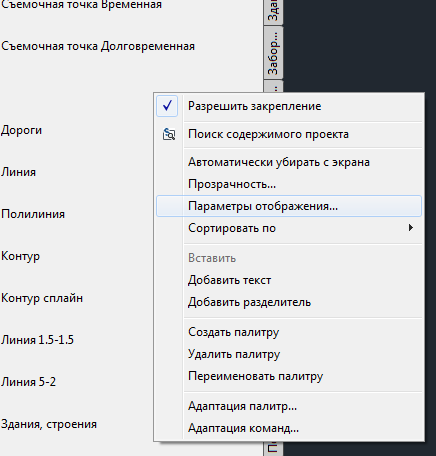 Съемочная точка Временная
Съемочная точка Долговременная
Дороги
Линия
Полилиния
Контур
Контур сплайн
Линия 1.5-1.5
Линия 5-2
Здания, строения
Забор...
Разрешить закрепление
Поиск содержимого проекта
Автоматически убирать с экрана
Прозрачность...
Параметры отображения...
Сортировать по
Вставить
Добавить текст
Добавить разделитель
Создать палитру
Удалить палитру
Переименовать палитру
Адаптация палитр...
Адаптация команд...